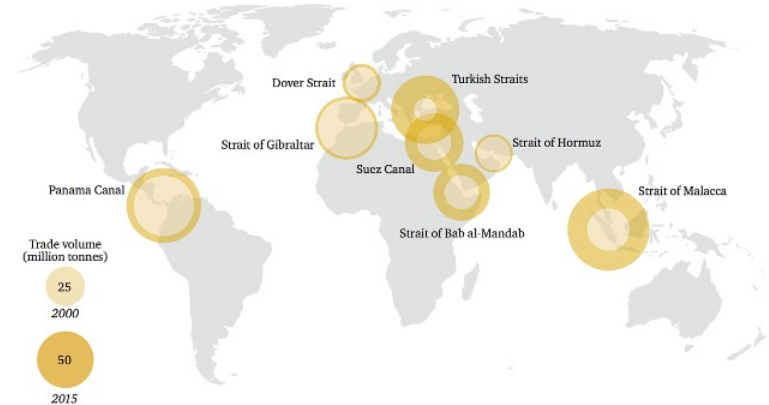 Dover Strait
Turkish Straits
Strait of Gibraltar
Strait of Hormuz
Suez Canal
Panama Canal
Strait of Malacca
Strait of Bab al-Mandab
Trade volume
(million tonnes)
25
2000
50
2015